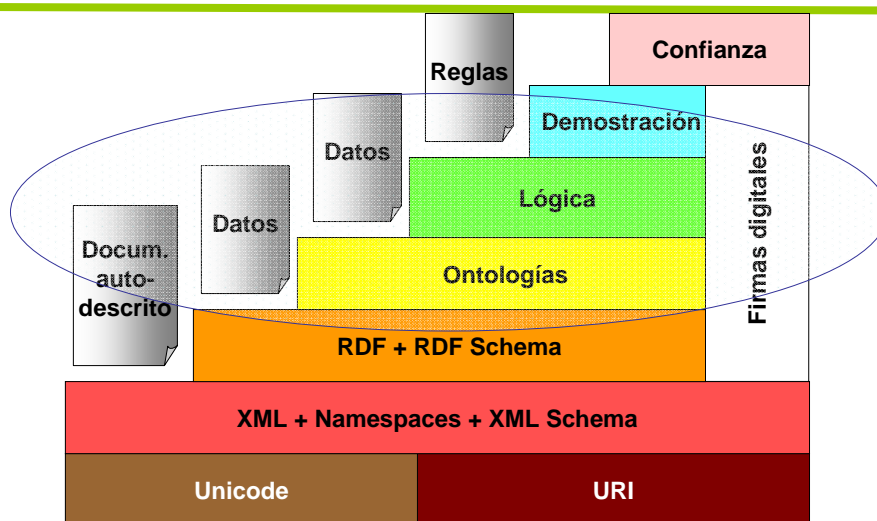 Confianza
Reglas
Demostración
Datos
Lógica
Datos
Docum.
auto-
descrito
Ontologías
Firmas digitales
RDF + RDF Schema
XML + Namespaces + XML Schema
Unicode
URI